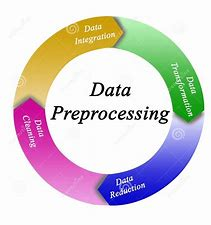 Data
Preprocessing
Data
Integration
Data
Transformation
Data
Reduction
Data
Cleaning